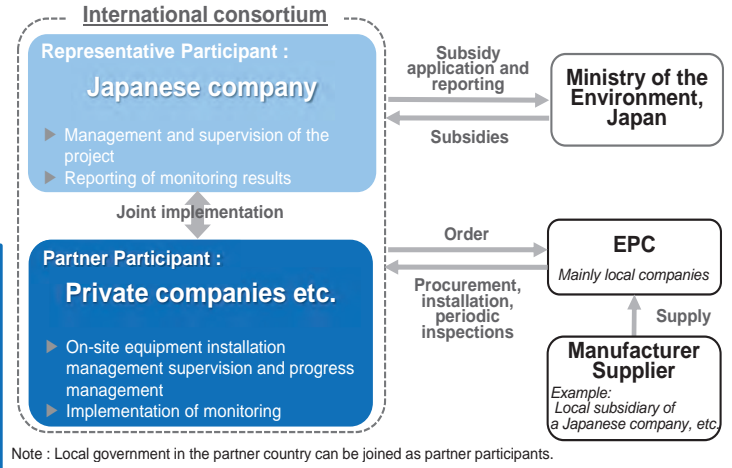 International consortium
Representative Participant :
Japanese company
▶ Management and supervision of the
project
▶ Reporting of monitoring results
Subsidy
application and
reporting
Subsidies
Ministry of the
Environment,
Japan
Joint implementation
Partner Participant :
Private companies etc.
▶ On-site equipment installation
management supervision and progress
management
▶ Implementation of monitoring
Order
Procurement,
installation,
periodic
inspections
EPC
Mainly local companies
Supply
Manufacturer
Supplier
Example:
Local subsidiary of
a Japanese company, etc.
Note : Local government in the partner country can be joined as partner participants.